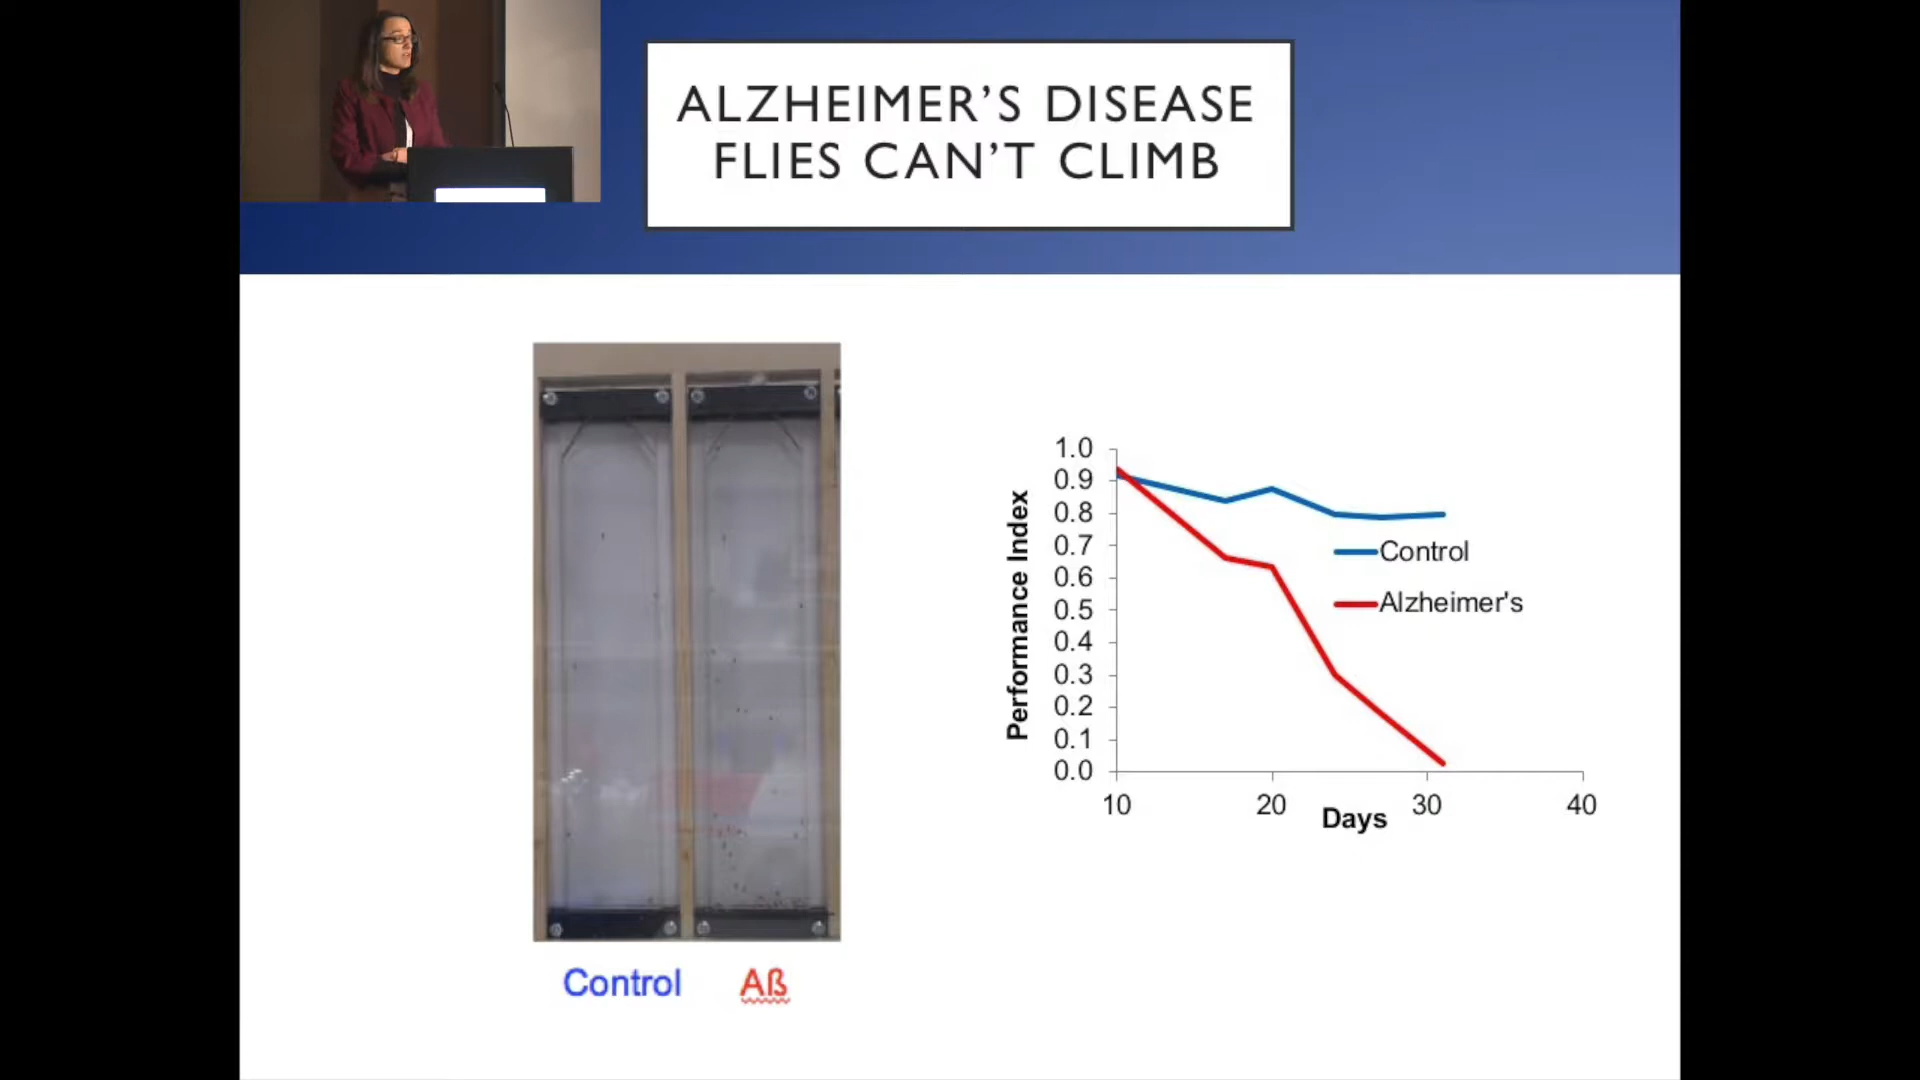 ALZHEIMER'S DISEASE
FLIES CAN'T CLIMB
Control
Aß
Performance Index
1.0
0.9
0.8
0.7
0.6
0.5
0.4
0.3
0.2
0.1
0.0
10
20
30
40
Days
Control
Alzheimer's